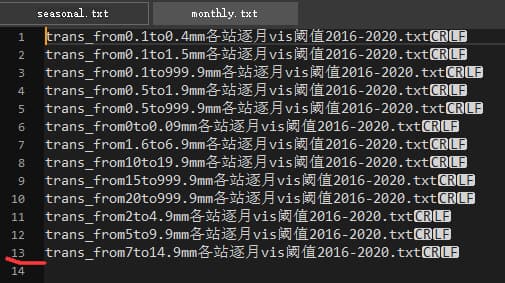 seasonal.txt monthly.txt
1 trans_from0.1to0.4mm各站逐月vis阈值2016-2020.txtCRLF
2 trans_from0.1to1.5mm各站逐月vis阈值2016-2020.txtCRLF
3 trans_from0.1to999.9mm各站逐月vis阈值2016-2020.txtCRLF
4 trans_from0.5to1.9mm各站逐月vis阈值2016-2020.txtCRLF
5 trans_from0.5to999.9mm各站逐月vis阈值2016-2020.txtCRLF
6 trans_from0to0.09mm各站逐月vis阈值2016-2020.txtCRLF
7 trans_from1.6to6.9mm各站逐月vis阈值2016-2020.txtCRLF
8 trans_from10to19.9mm各站逐月vis阈值2016-2020.txtCRLF
9 trans_from15to999.9mm各站逐月vis阈值2016-2020.txtCRLF
10 trans_from20to999.9mm各站逐月vis阈值2016-2020.txtCRLF
11 trans_from2to4.9mm各站逐月vis阈值2016-2020.txtCRLF
12 trans_from5to9.9mm各站逐月vis阈值2016-2020.txtCRLF
13 trans_from7to14.9mm各站逐月vis阈值2016-2020.txtCRLF
14